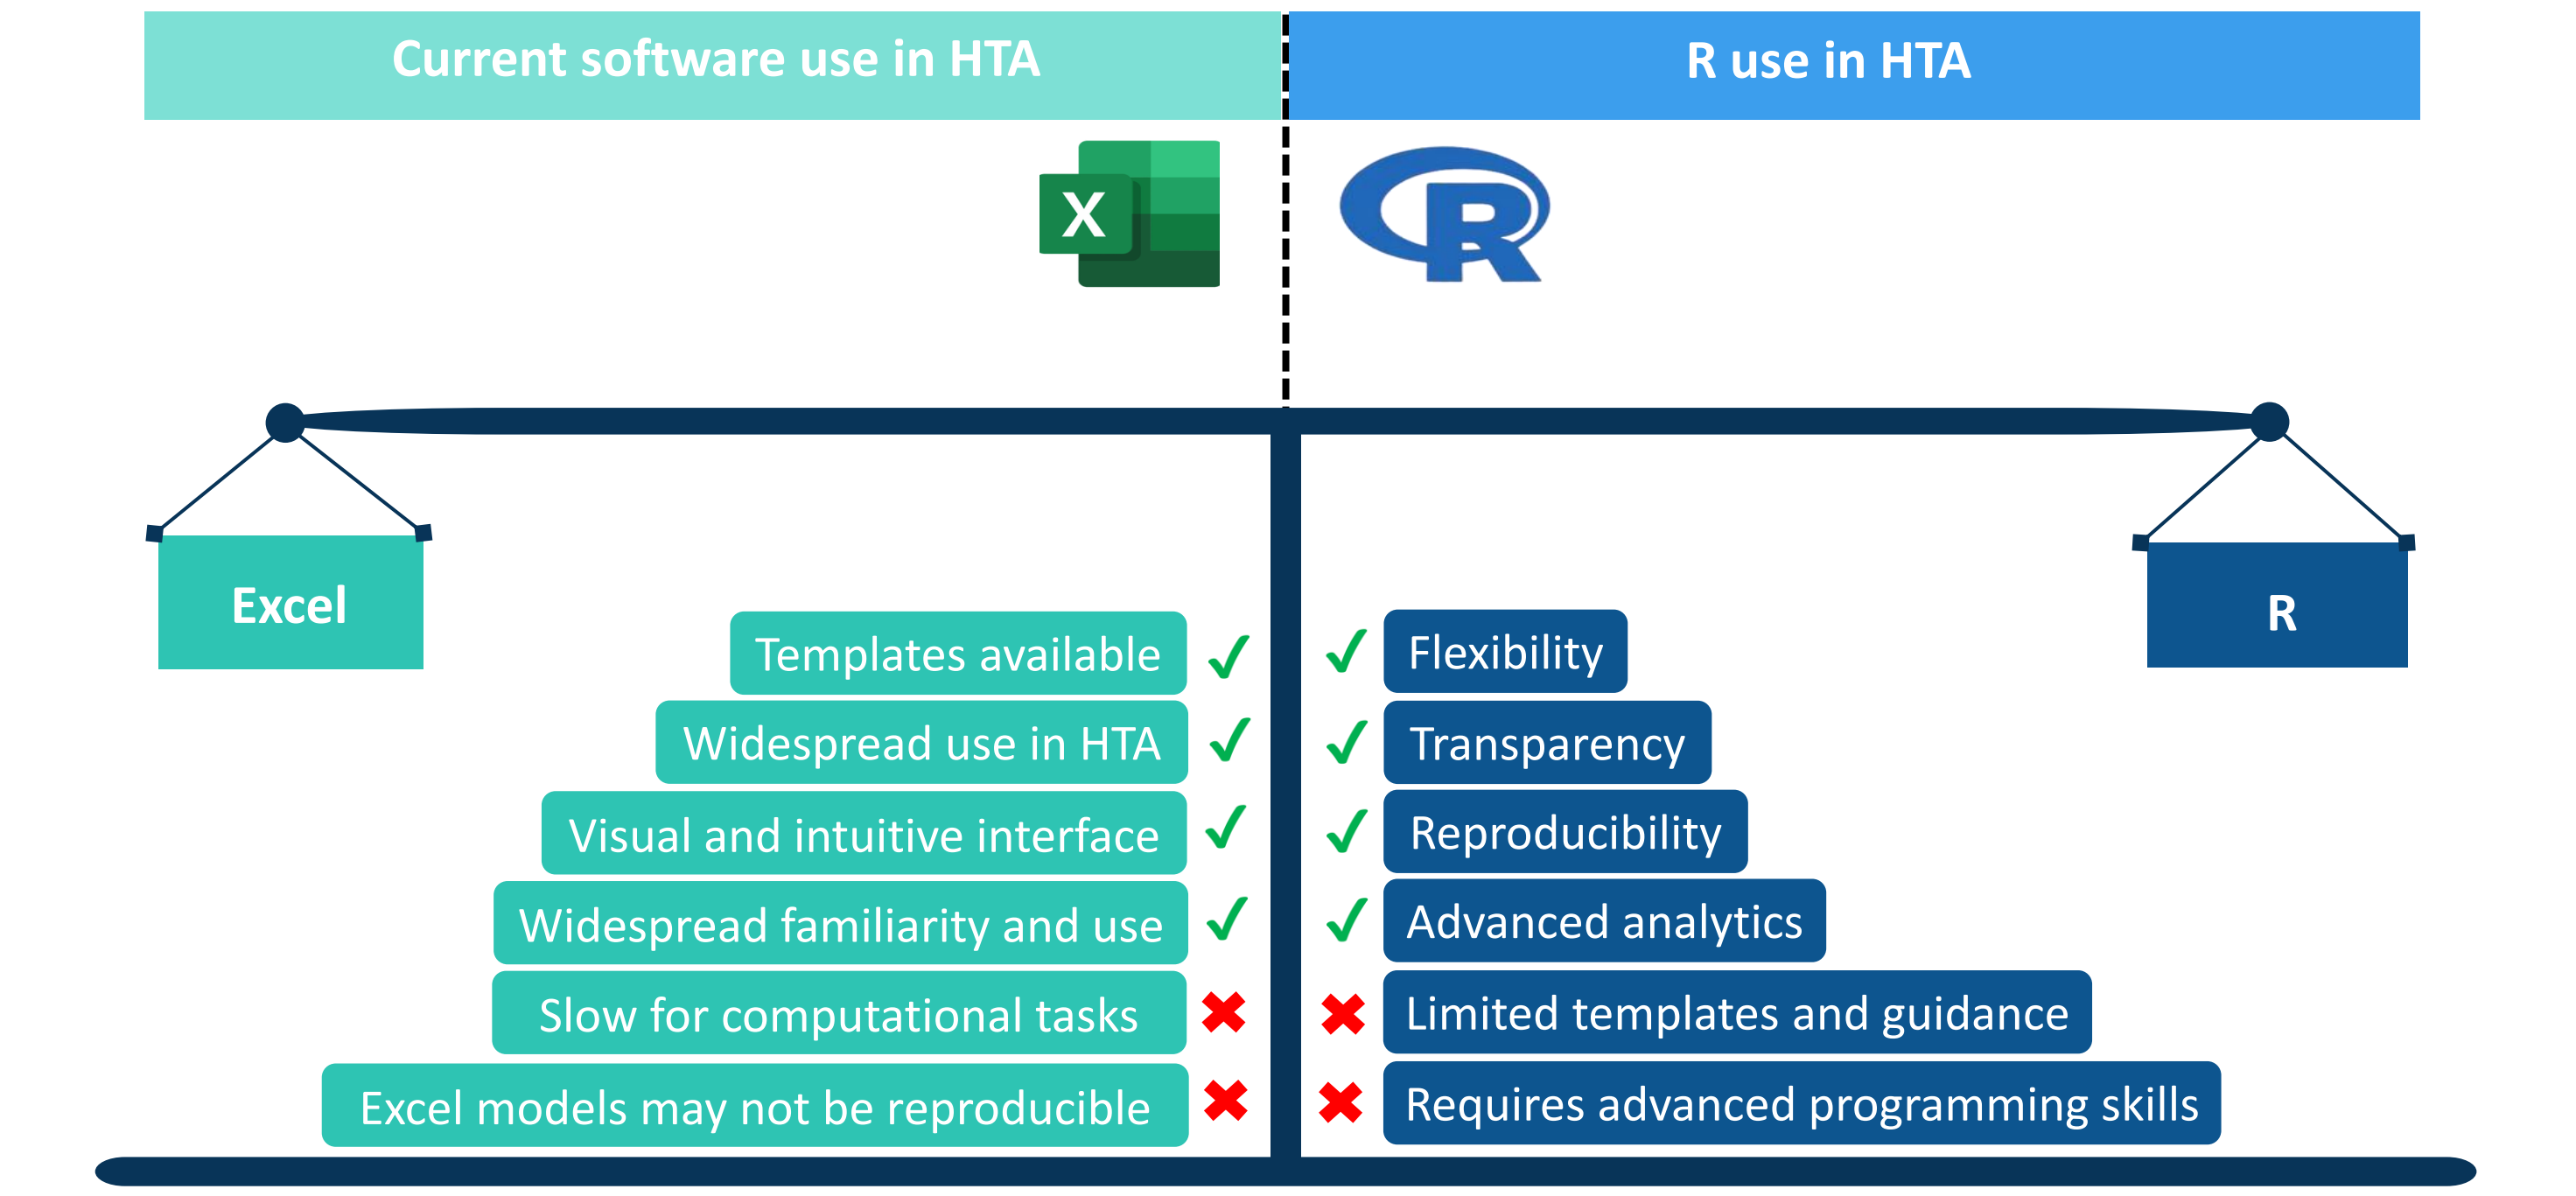 Current software use in HTA
R use in HTA
X
R
Excel
R
Templates available
Widespread use in HTA
Visual and intuitive interface
Widespread familiarity and use
Slow for computational tasks
Excel models may not be reproducible
Flexibility
Transparency
Reproducibility
Advanced analytics
Limited templates and guidance
Requires advanced programming skills